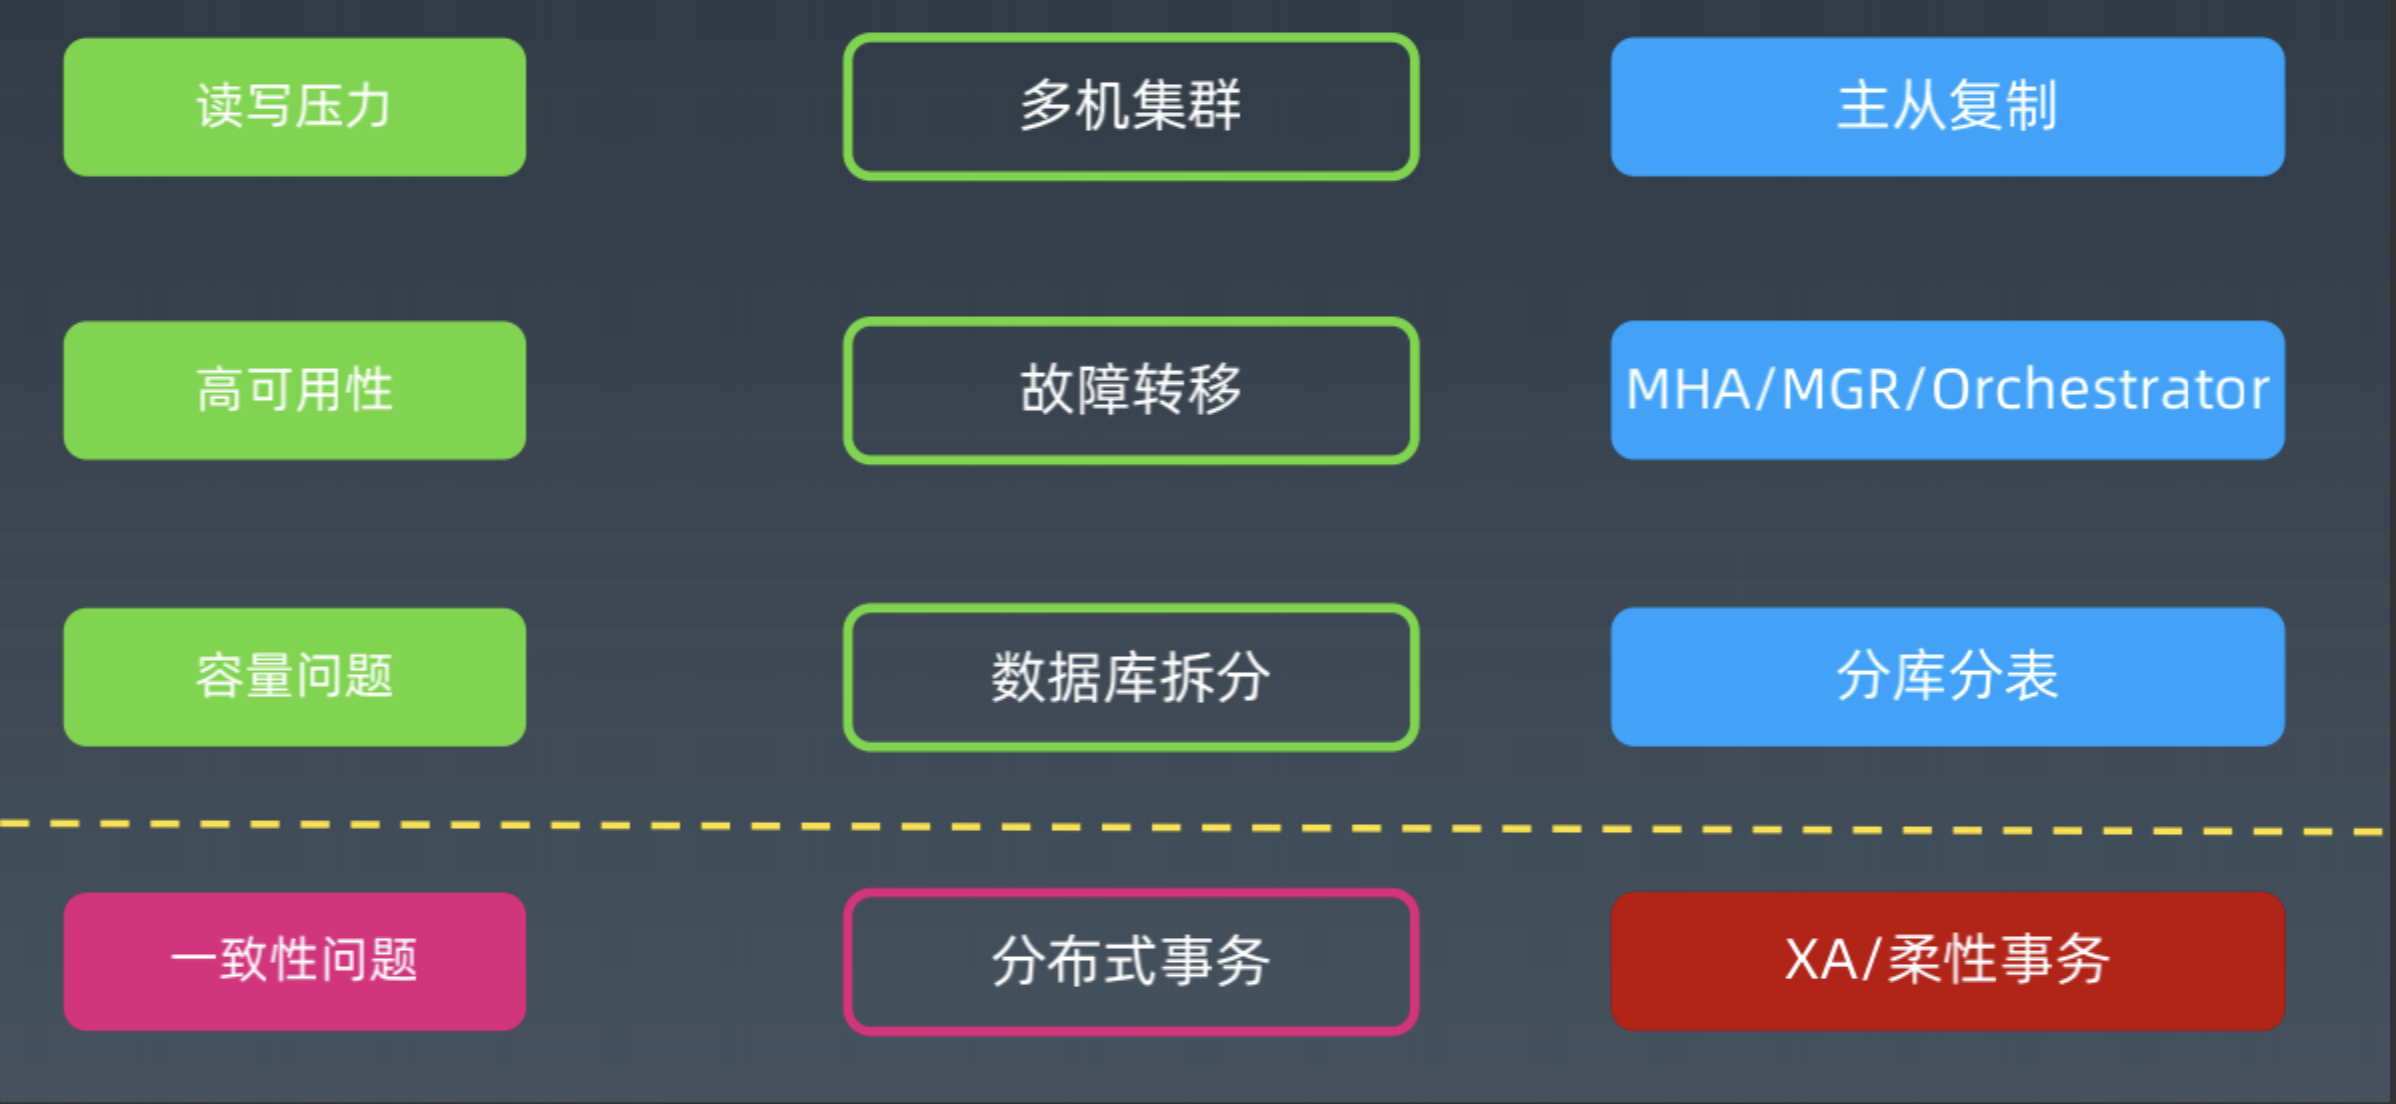 读写压力
多机集群
主从复制
高可用性
故障转移
MHA/MGR/Orchestrator
容量问题
数据库拆分
分库分表
一致性问题
分布式事务
XA/柔性事务